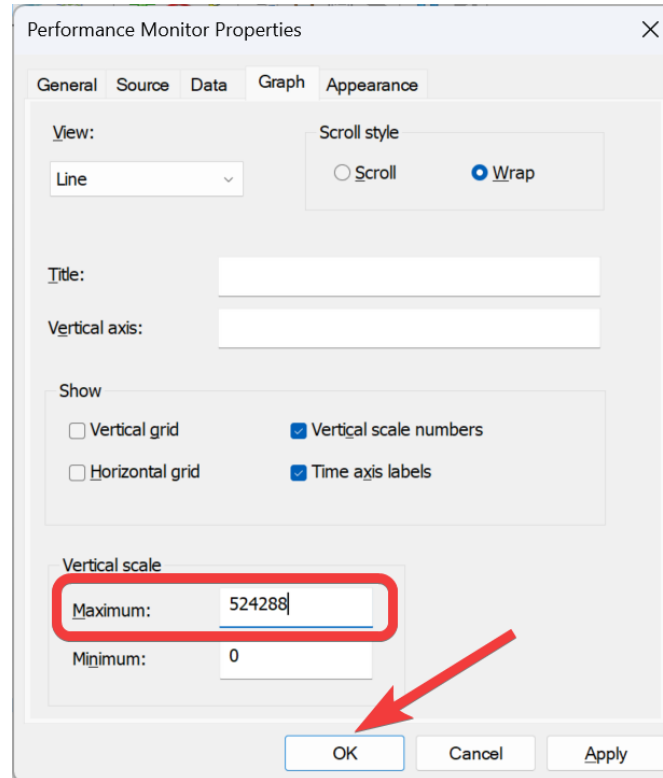 Performance Monitor Properties
General Source Data Graph Appearance
View:
Scroll style
Line
Scroll Wrap
Title:
Vertical axis:
Show
Vertical grid Vertical scale numbers
Horizontal grid Time axis labels
Vertical scale
Maximum: 524288
Minimum: 0
OK Cancel Apply